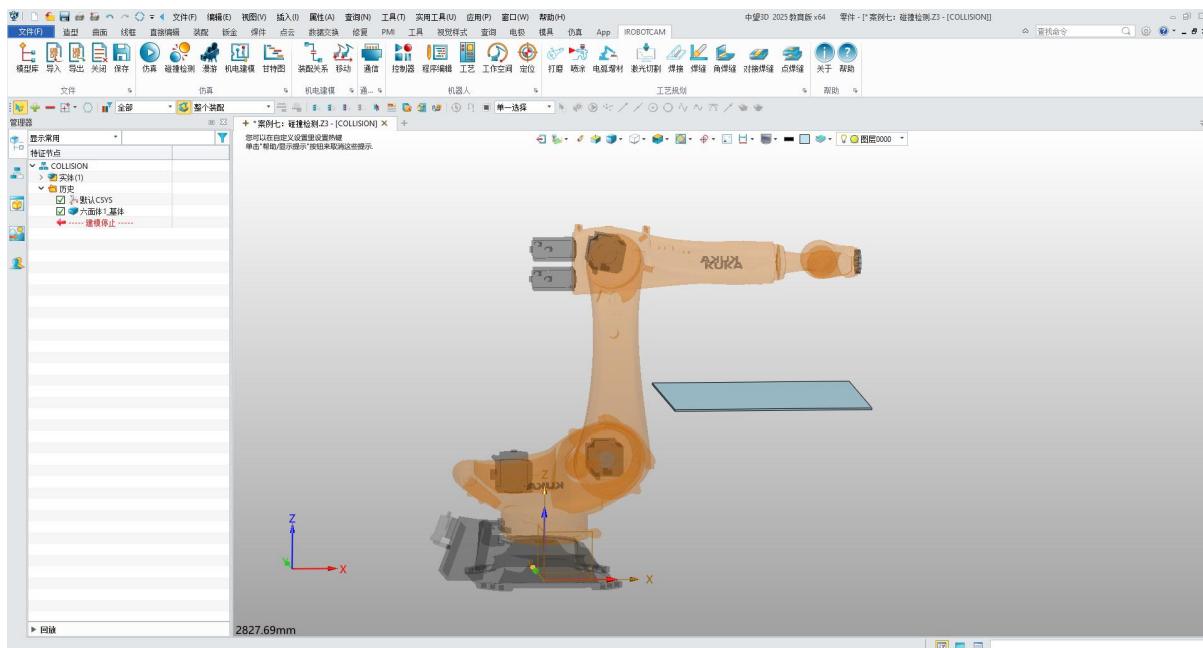 文件(F) 编辑(E) 视图(V) 插入(I) 属性(A) 查询(N) 工具(T) 实用工具(U) 应用(P) 窗口(W) 帮助(H) 中望3D 2025 教育版 x64 零件 - [* 案例七：碰撞检测.Z3 - [COLLISION]]
文件(F) 造型 曲面 线框 直接编辑 装配 钣金 焊件 点云 数据交换 修复 PMI 工具 视觉样式 查询 电极 模具 仿真 App IROBOTCAM 查找命令
模型库 导入 导出 关闭 保存 仿真 碰撞检测 漫游 机电建模 甘特图 装配关系 移动 通信 控制器 程序编辑 工艺 工作空间 定位 打磨 喷涂 电弧增材 激光切割 焊接 焊缝 角焊缝 对接焊缝 点焊缝 关于 帮助
文件 仿真 机电建模 通... 机器人 工艺规划 帮助
全部 整个装配 单一选择
管理器 * 案例七：碰撞检测.Z3 - [COLLISION]
显示常用
您可以在自定义设置里设置热键
单击"帮助/显示提示"按钮来取消这些提示.
图层0000
特征节点
COLLISION
实体(1)
历史
默认CSYS
六面体1_基体
----- 建模停止 -----
KUKA
KUKA
KUKA
Z
Z
X
X
Y
回放
2827.69mm